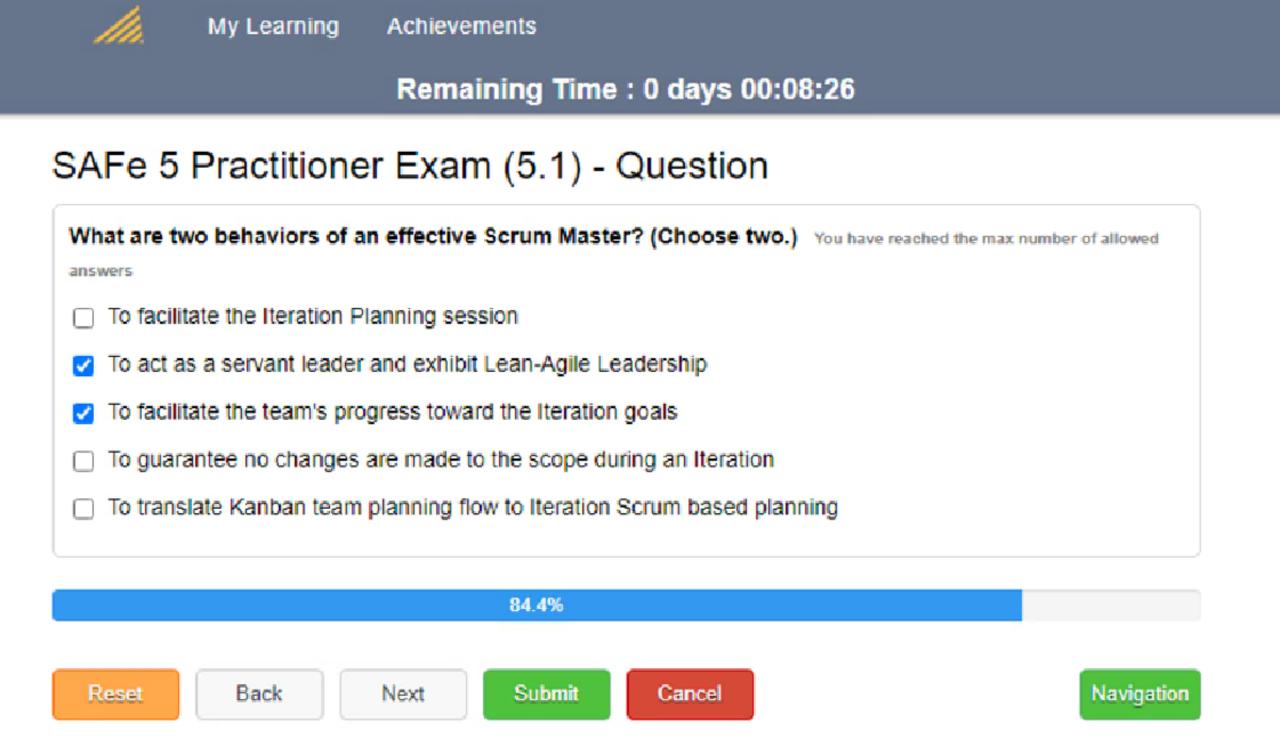 My Learning Achievements
Remaining Time : 0 days 00:08:26
SAFe 5 Practitioner Exam (5.1) - Question
What are two behaviors of an effective Scrum Master? (Choose two.) You have reached the max number of allowed
answers
To facilitate the Iteration Planning session
To act as a servant leader and exhibit Lean-Agile Leadership
To facilitate the team's progress toward the Iteration goals
To guarantee no changes are made to the scope during an Iteration
To translate Kanban team planning flow to Iteration Scrum based planning
84.4%
Reset Back Next Submit Cancel Navigation